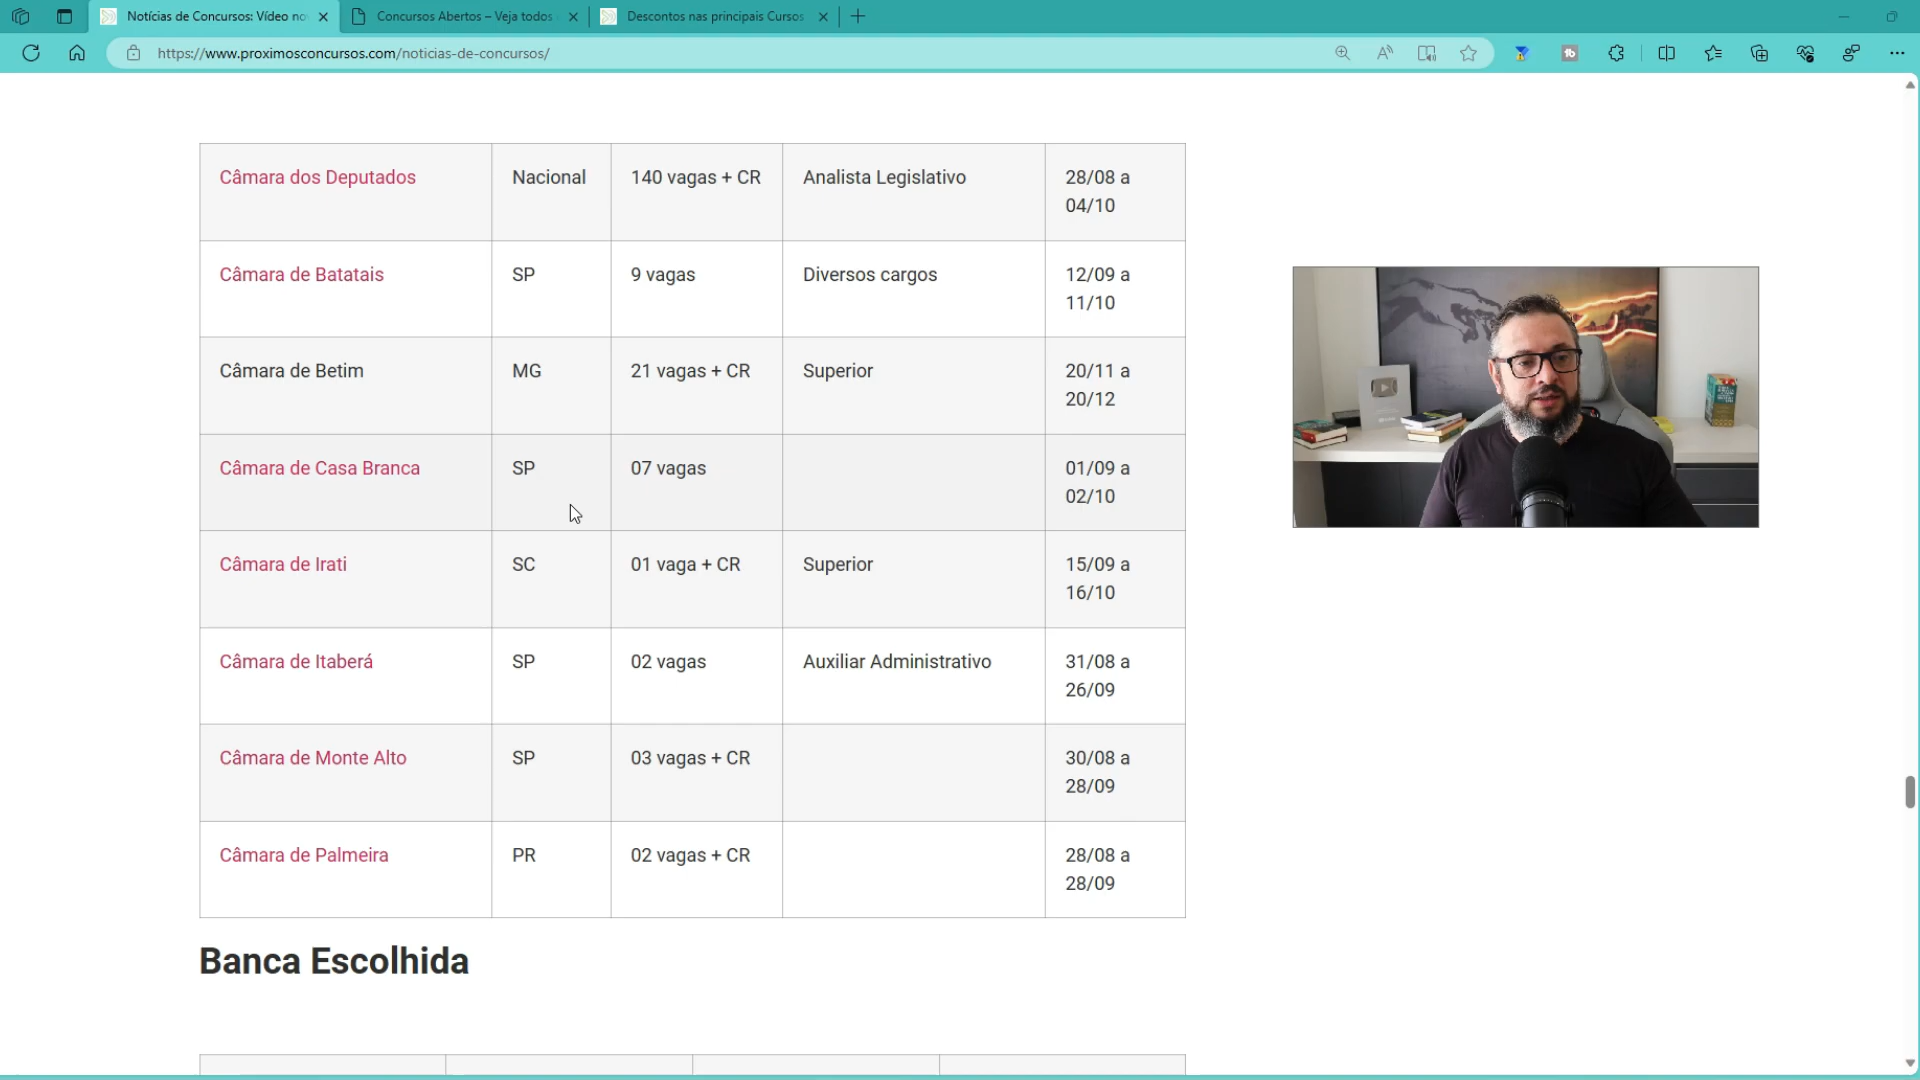 Notícias de Concursos: Vídeo no
Concursos Abertos – Veja todos
Descontos nas principais Cursos
https://www.proximosconcursos.com/noticias-de-concursos/
Câmara dos Deputados Nacional 140 vagas + CR Analista Legislativo 28/08 a
04/10
Câmara de Batatais SP 9 vagas Diversos cargos 12/09 a
11/10
Câmara de Betim MG 21 vagas + CR Superior 20/11 a
20/12
Câmara de Casa Branca SP 07 vagas 01/09 a
02/10
Câmara de Irati SC 01 vaga + CR Superior 15/09 a
16/10
Câmara de Itaberá SP 02 vagas Auxiliar Administrativo 31/08 a
26/09
Câmara de Monte Alto SP 03 vagas + CR 30/08 a
28/09
Câmara de Palmeira PR 02 vagas + CR 28/08 a
28/09
Banca Escolhida